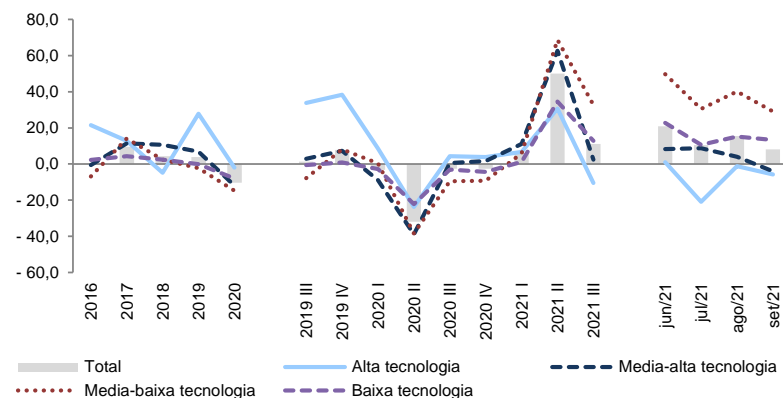 80,0
60,0
40,0
20,0
0,0
- 20,0
- 40,0
- 60,0
2016
2017
2018
2019
2020
2019 III
2019 IV
2020 I
2020 II
2020 III
2020 IV
2021 I
2021 II
2021 III
jun/21
jul/21
ago/21
set/21
Total Alta tecnologia Media-alta tecnologia
Media-baixa tecnologia Baixa tecnologia